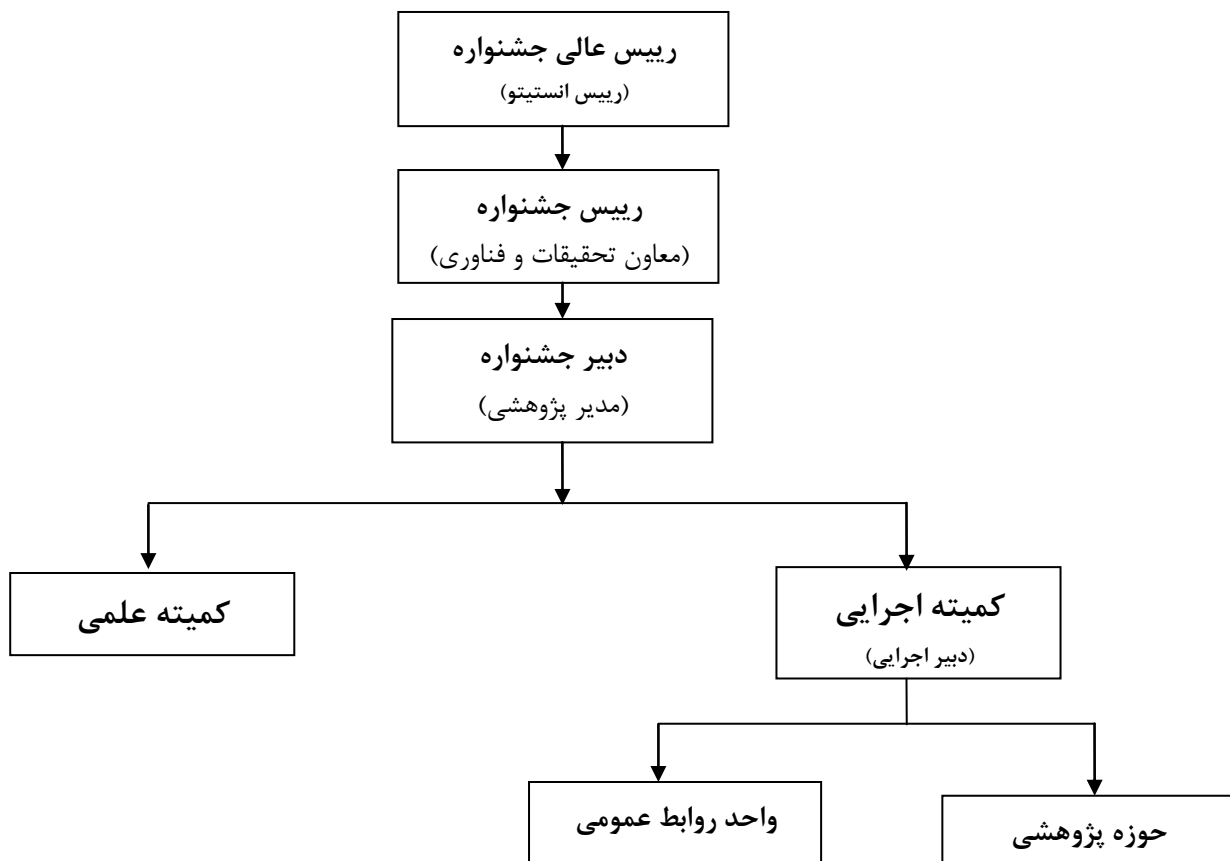 رییس عالی جشنواره
(رییس انستیتو)
رییس جشنواره
(معاون تحقیقات و فناوری)
دبیر جشنواره
(مدیر پژوهشی)
کمیته اجرایی
(دبیر اجرایی)
کمیته علمی
حوزه پژوهشی
واحد روابط عمومی